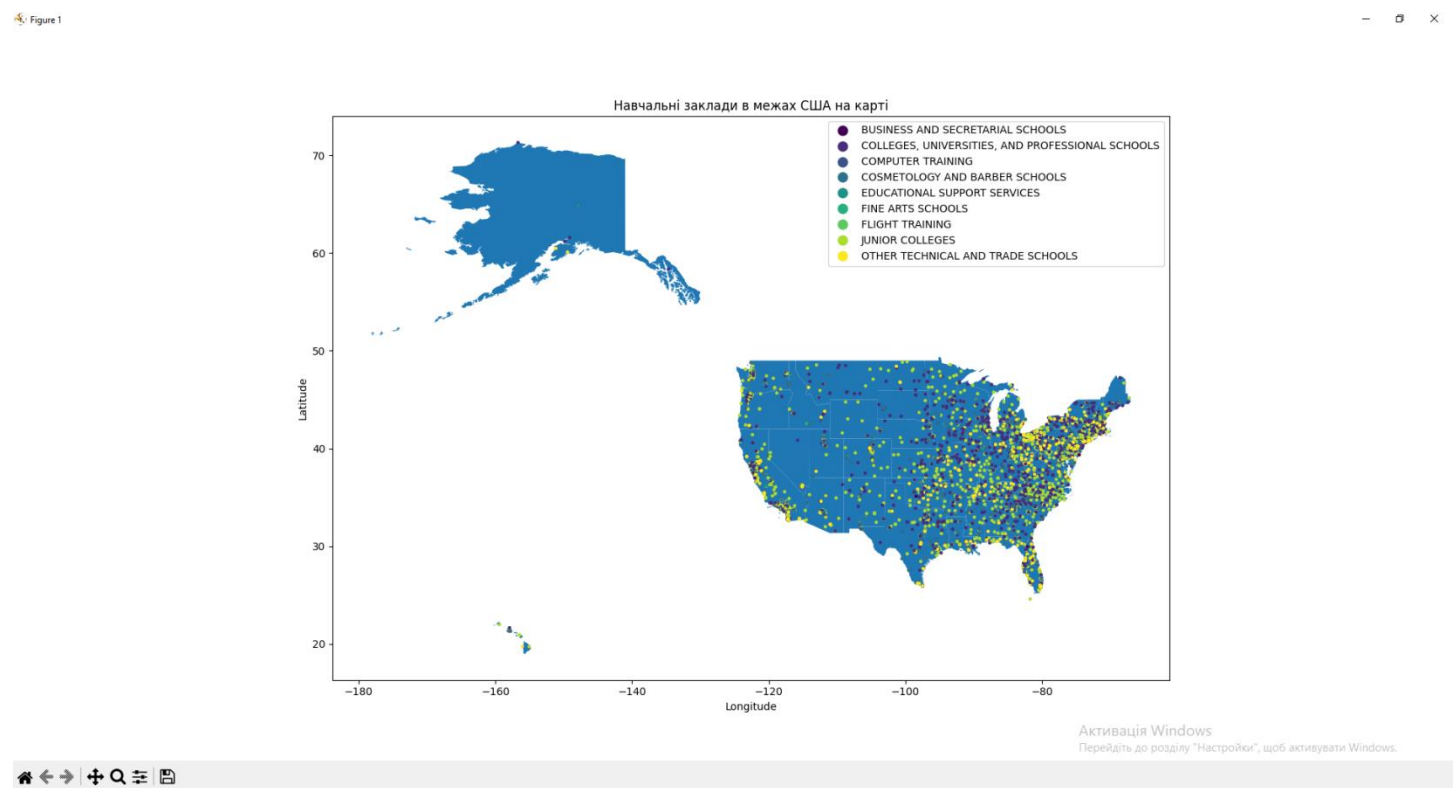 Figure 1
Навчальні заклади в межах США на карті
BUSINESS AND SECRETARIAL SCHOOLS
COLLEGES, UNIVERSITIES, AND PROFESSIONAL SCHOOLS
COMPUTER TRAINING
COSMETOLOGY AND BARBER SCHOOLS
EDUCATIONAL SUPPORT SERVICES
FINE ARTS SCHOOLS
FLIGHT TRAINING
JUNIOR COLLEGES
OTHER TECHNICAL AND TRADE SCHOOLS
70
60
50
40
30
20
Latitude
−180 −160 −140 −120 −100 −80
Longitude
Активація Windows
Перейдіть до розділу "Настройки", щоб активувати Windows.